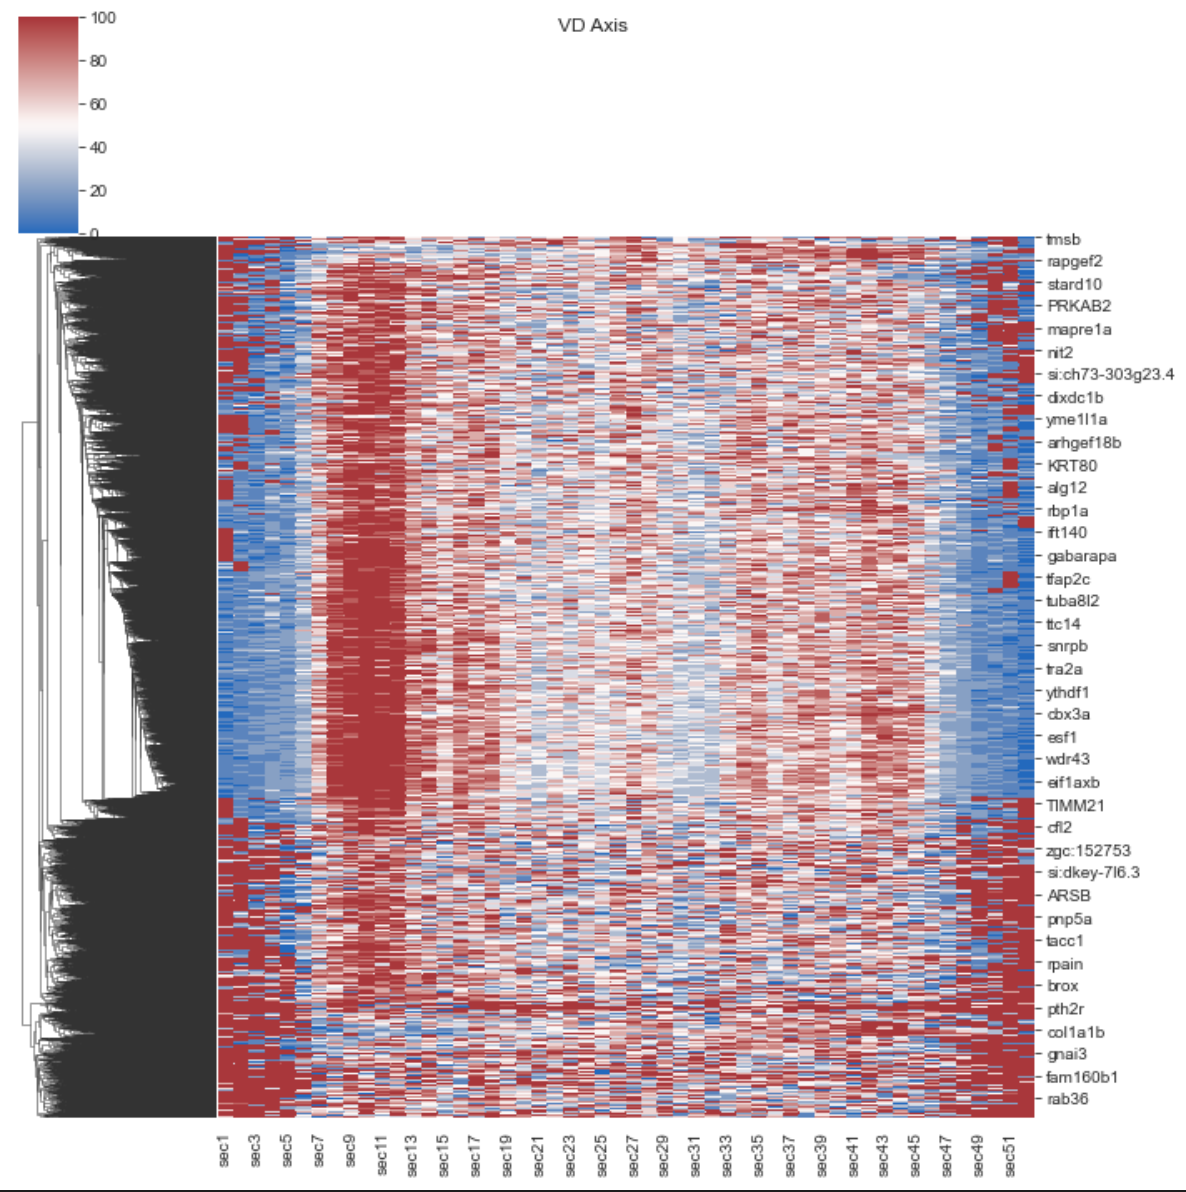 VD Axis
100
80
60
40
20
0
tmsb
rapgef2
stard10
PRKAB2
mapre1a
nit2
si:ch73-303g23.4
dixdc1b
yme1l1a
arhgef18b
KRT80
alg12
rbp1a
ift140
gabarapa
tfap2c
tuba8l2
ttc14
snrpb
tra2a
ythdf1
cbx3a
esf1
wdr43
eif1axb
TIMM21
cfl2
zgc:152753
si:dkey-7l6.3
ARSB
pnp5a
tacc1
rpain
brox
pth2r
col1a1b
gnai3
fam160b1
rab36
sec1
sec3
sec5
sec7
sec9
sec11
sec13
sec15
sec17
sec19
sec21
sec23
sec25
sec27
sec29
sec31
sec33
sec35
sec37
sec39
sec41
sec43
sec45
sec47
sec49
sec51